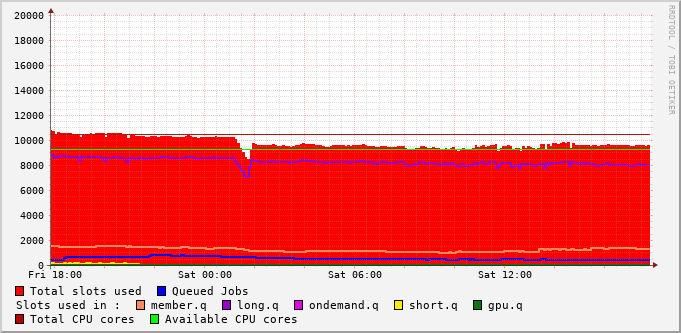 RRDTOOL / TOBI OETIKER
20000
18000
16000
14000
12000
10000
8000
6000
4000
2000
0
Fri 18:00 Sat 00:00 Sat 06:00 Sat 12:00
Total slots used Queued Jobs
Slots used in : member.q long.q ondemand.q short.q gpu.q
Total CPU cores Available CPU cores